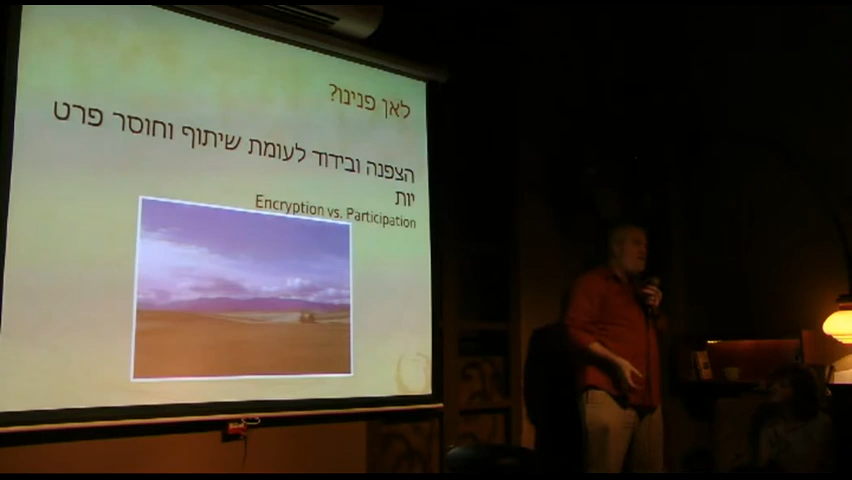 לאן פנינו?
הצפנה ובידוד לעומת שיתוף וחוסר פרט
יות
Encryption vs. Participation